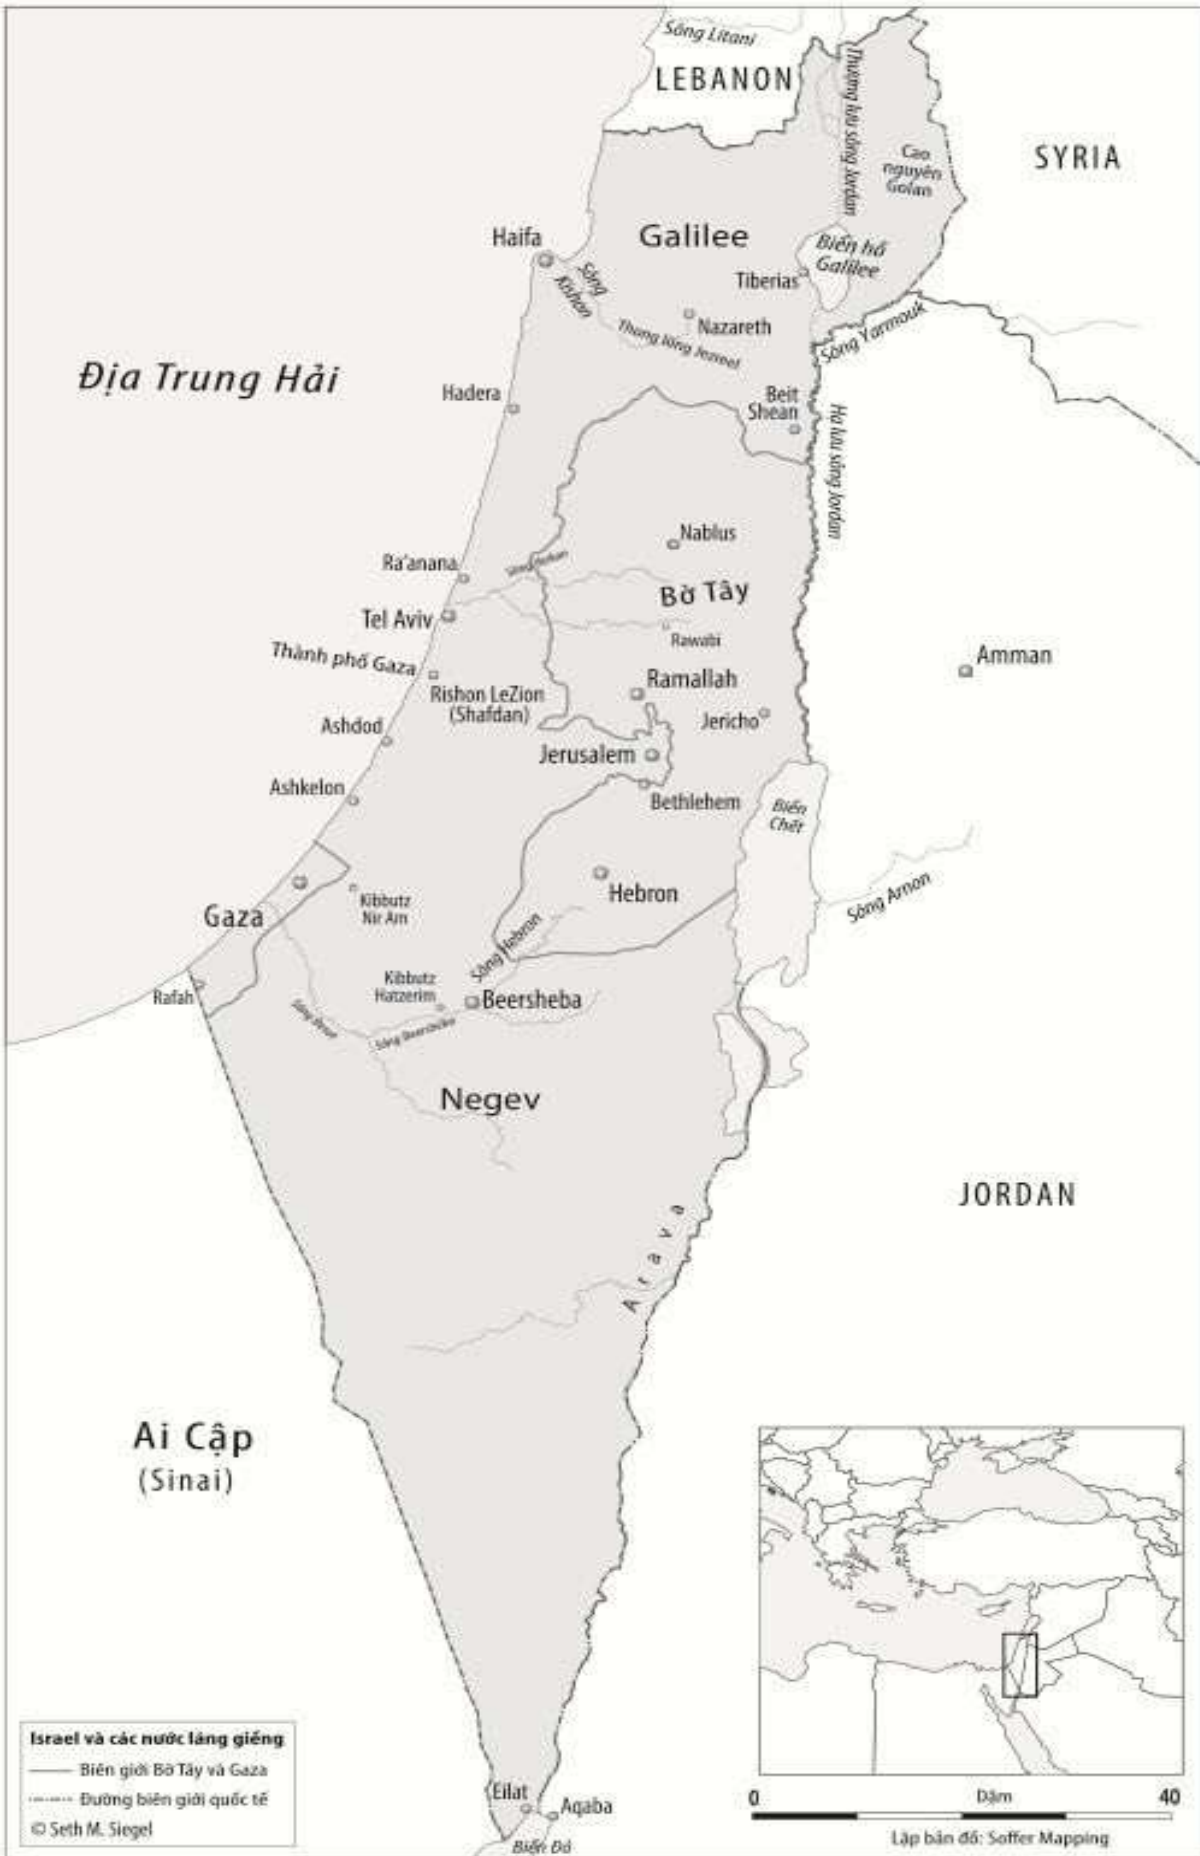 Sông Litani
LEBANON
Thượng lưu sông Jordan
SYRIA
Cao
nguyên
Golan
Haifa
Galilee
Biển hồ
Galilee
Tiberias
Sông
Kishon
Nazareth
Thung lũng Jezreel
Sông Yarmouk
Địa Trung Hải
Hadera
Beit
Shean
Hạ lưu sông Jordan
Nablus
Ra'anana
Bờ Tây
Tel Aviv
Rawabi
Thành phố Gaza
Amman
Rishon LeZion
(Shafdan)
Ramallah
Jericho
Ashdod
Jerusalem
Ashkelon
Bethlehem
Biển
Chết
Kibbutz
Nir Am
Hebron
Sông Arnon
Gaza
Sông Hebron
Rafah
Kibbutz
Hatzerim
Beersheba
Sông
Sông Beersheba
Negev
JORDAN
Arava
Ai Cập
(Sinai)
Israel và các nước láng giềng
Biên giới Bờ Tây và Gaza
Đường biên giới quốc tế
© Seth M. Siegel
Eilat
Aqaba
Biển Đỏ
0 Dặm 40
Lập bản đồ: Soffer Mapping